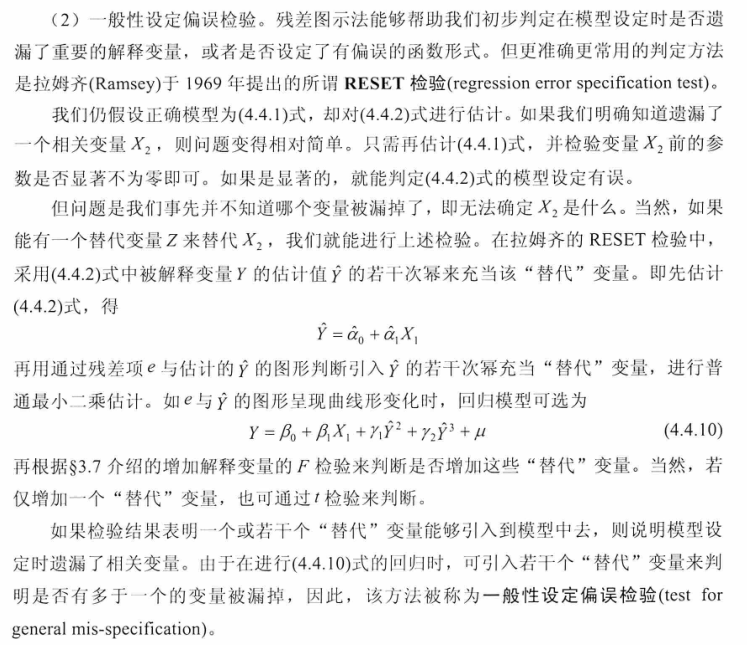 （2）一般性设定偏误检验。残差图示法能够帮助我们初步判定在模型设定时是否遗
漏了重要的解释变量，或者是否设定了有偏误的函数形式。但更准确更常用的判定方法
是拉姆齐(Ramsey)于 1969 年提出的所谓 RESET 检验(regression error specification test)。
我们仍假设正确模型为(4.4.1)式，却对(4.4.2)式进行估计。如果我们明确知道遗漏了
一个相关变量 X₂，则问题变得相对简单。只需再估计(4.4.1)式，并检验变量 X₂ 前的参
数是否显著不为零即可。如果是显著的，就能判定(4.4.2)式的模型设定有误。
但问题是我们事先并不知道哪个变量被漏掉了，即无法确定 X₂ 是什么。当然，如果
能有一个替代变量 Z 来替代 X₂，我们就能进行上述检验。在拉姆齐的 RESET 检验中，
采用(4.4.2)式中被解释变量 Y 的估计值 ŷ 的若干次幂来充当该“替代”变量。即先估计
(4.4.2)式，得
Ŷ = α̂₀ + α̂₁X₁
再用通过残差项 e 与估计的 ŷ 的图形判断引入 ŷ 的若干次幂充当“替代”变量，进行普
通最小二乘估计。如 e 与 ŷ 的图形呈现曲线形变化时，回归模型可选为
Y = β₀ + β₁X₁ + γ₁Ŷ² + γ₂Ŷ³ + μ (4.4.10)
再根据§3.7 介绍的增加解释变量的 F 检验来判断是否增加这些“替代”变量。当然，若
仅增加一个“替代”变量，也可通过 t 检验来判断。
如果检验结果表明一个或若干个“替代”变量能够引入到模型中去，则说明模型设
定时遗漏了相关变量。由于在进行(4.4.10)式的回归时，可引入若干个“替代”变量来判
明是否有多于一个的变量被漏掉，因此，该方法被称为一般性设定偏误检验(test for
general mis-specification)。